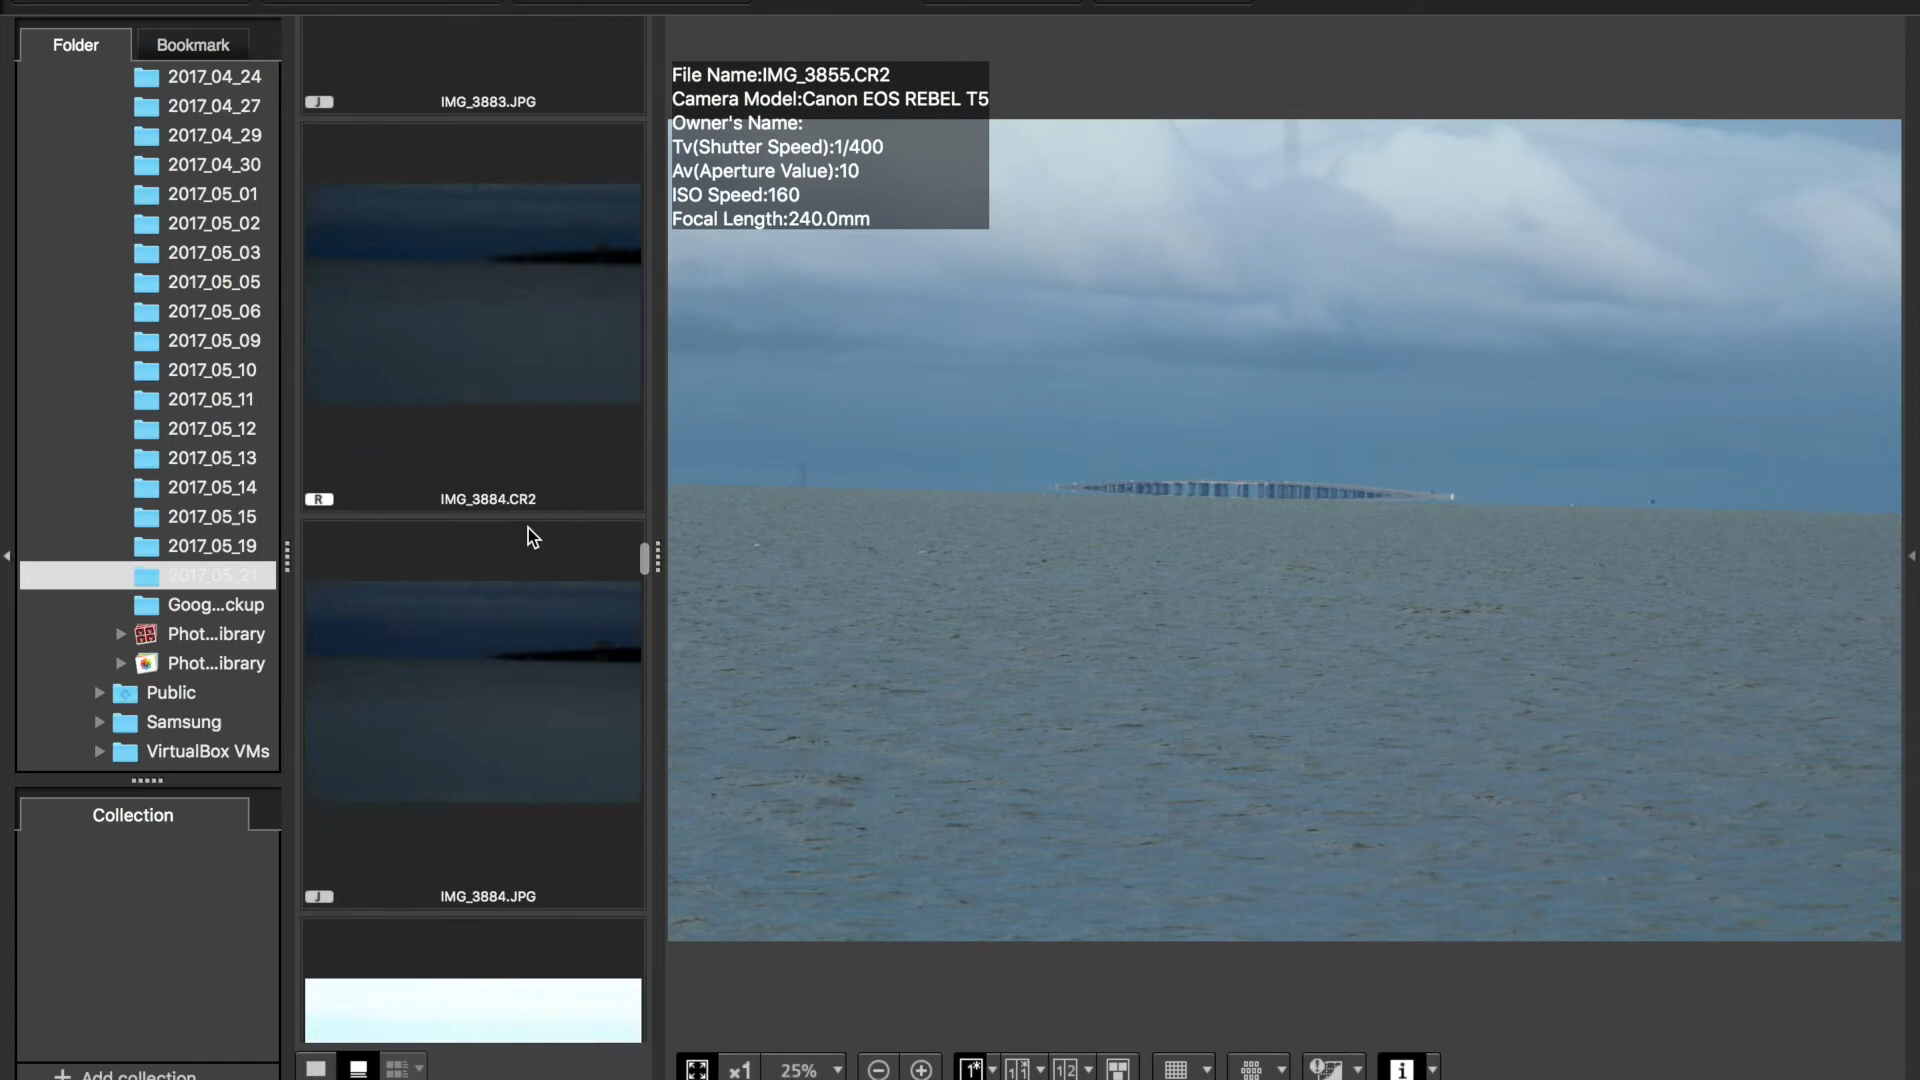 Folder
Bookmark
2017_04_24
2017_04_27
2017_04_29
2017_04_30
2017_05_01
2017_05_02
2017_05_03
2017_05_05
2017_05_06
2017_05_09
2017_05_10
2017_05_11
2017_05_12
2017_05_13
2017_05_14
2017_05_15
2017_05_19
2017_05_21
Goog...ckup
Phot...ibrary
Phot...ibrary
Public
Samsung
VirtualBox VMs
Collection
+ Add collection
IMG_3883.JPG
J
IMG_3884.CR2
R
IMG_3884.JPG
J
File Name:IMG_3855.CR2
Camera Model:Canon EOS REBEL T5
Owner's Name:
Tv(Shutter Speed):1/400
Av(Aperture Value):10
ISO Speed:160
Focal Length:240.0mm
x1
25%